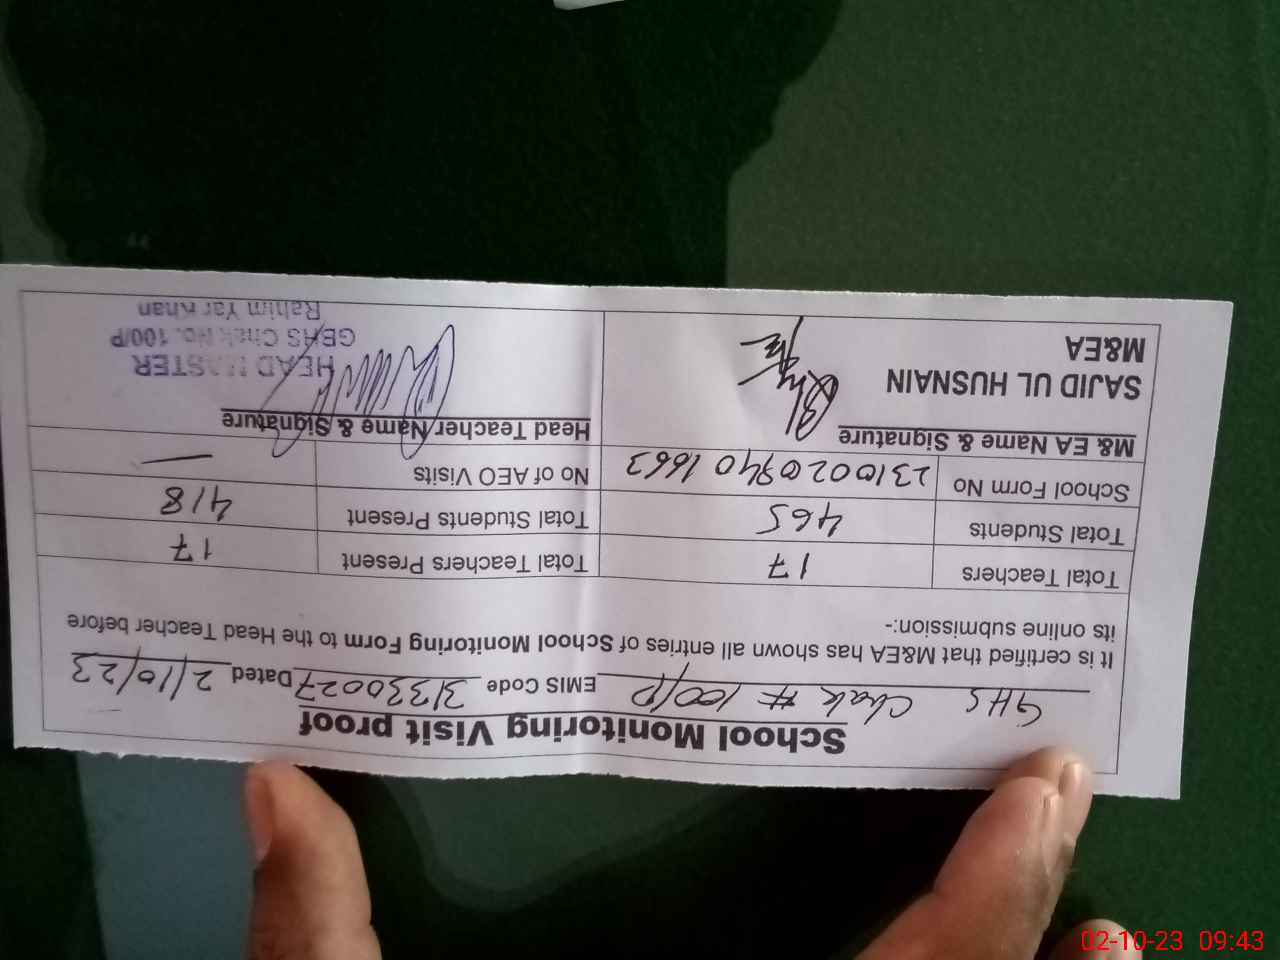 School Monitoring Visit proof
GHS Chak # 100/P EMIS Code 31330027 Dated 2/10/23
It is certified that M&EA has shown all entries of School Monitoring Form to the Head Teacher before
its online submission:-
Total Teachers 17 Total Teachers Present 17
Total Students 465 Total Students Present 418
School Form No No of AEO Visits —
M& EA Name & Signature Head Teacher Name & Signature
SAJID UL HUSNAIN
M&EA
HEAD MASTER
GEHS Chak No. 100/P
Rahim Yar Khan
02-10-23 09:43